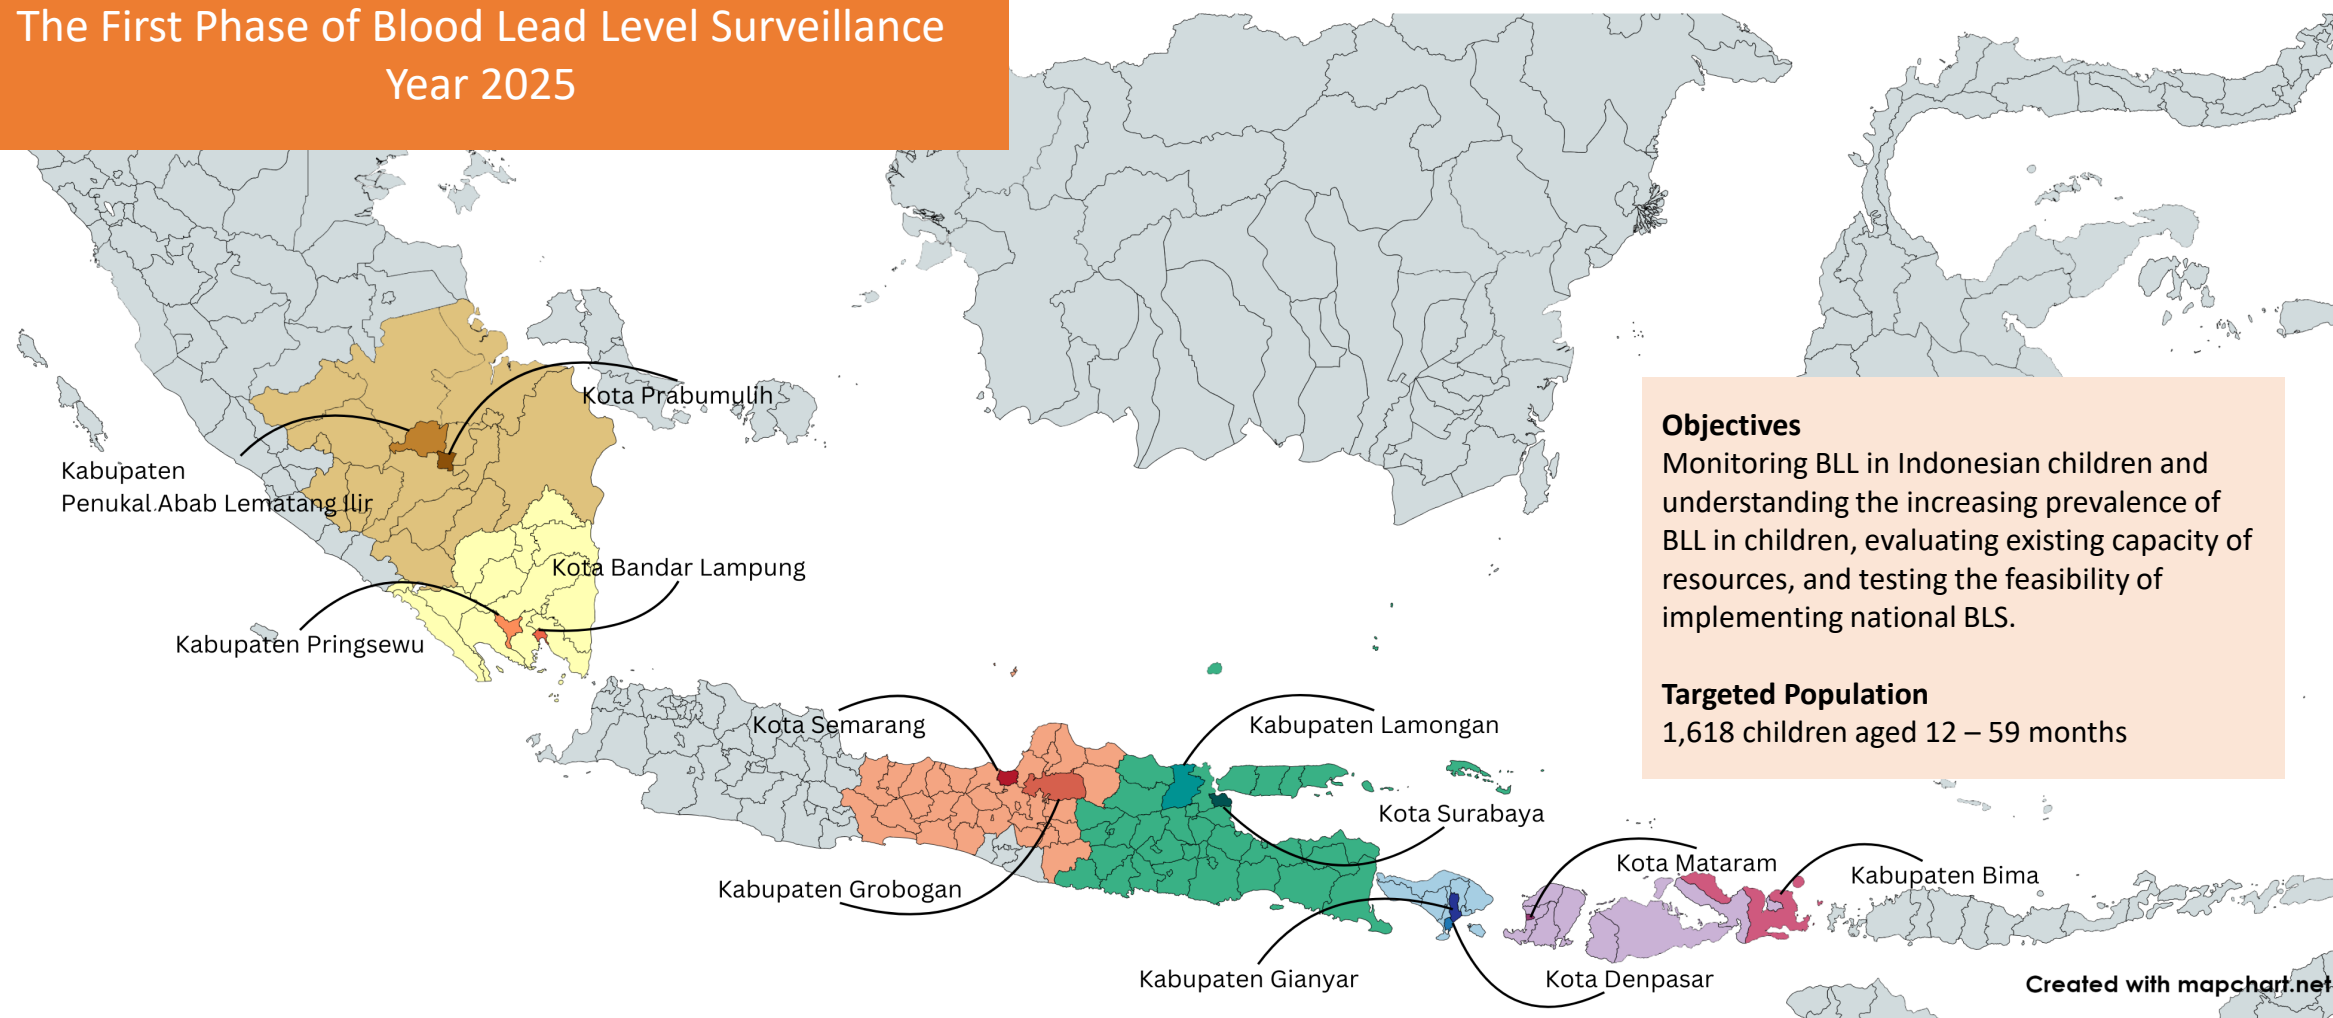 The First Phase of Blood Lead Level Surveillance
Year 2025
Kota Prabumulih
Kabupaten
Penukal Abab Lematang Ilir
Kota Bandar Lampung
Kabupaten Pringsewu
Objectives
Monitoring BLL in Indonesian children and
understanding the increasing prevalence of
BLL in children, evaluating existing capacity of
resources, and testing the feasibility of
implementing national BLS.
Targeted Population
1,618 children aged 12 – 59 months
Kota Semarang
Kabupaten Lamongan
Kota Surabaya
Kabupaten Grobogan
Kota Mataram
Kabupaten Bima
Kabupaten Gianyar
Kota Denpasar
Created with mapchart.net